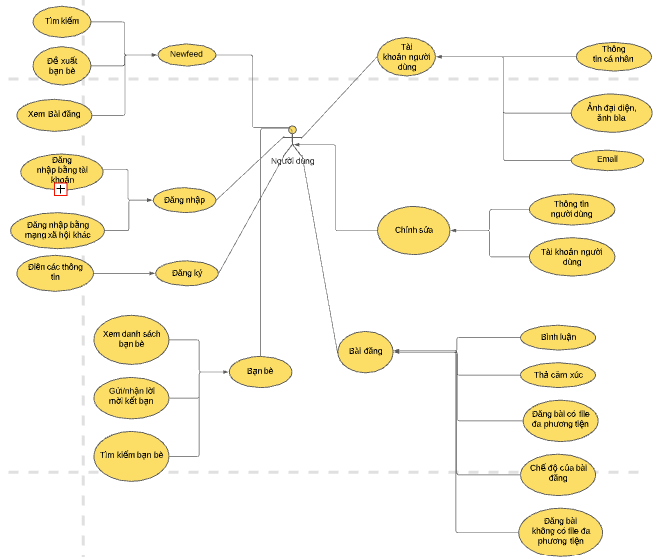 Tìm kiếm
Đề xuất
bạn bè
Xem Bài đăng
Newfeed
Đăng
nhập bằng tài
khoản
Đăng nhập bằng
mạng xã hội khác
Đăng nhập
Điền các thông
tin
Đăng ký
Xem danh sách
bạn bè
Gửi/nhận lời
mời kết bạn
Tìm kiếm bạn bè
Bạn bè
Người dùng
Tài
khoản người
dùng
Thông
tin cá nhân
Ảnh đại diện,
ảnh bìa
Email
Chỉnh sửa
Thông tin
người dùng
Tài khoản người
dùng
Bài đăng
Bình luận
Thả cảm xúc
Đăng bài có file
đa phương tiện
Chế độ của bài
đăng
Đăng bài
không có file đa
phương tiện